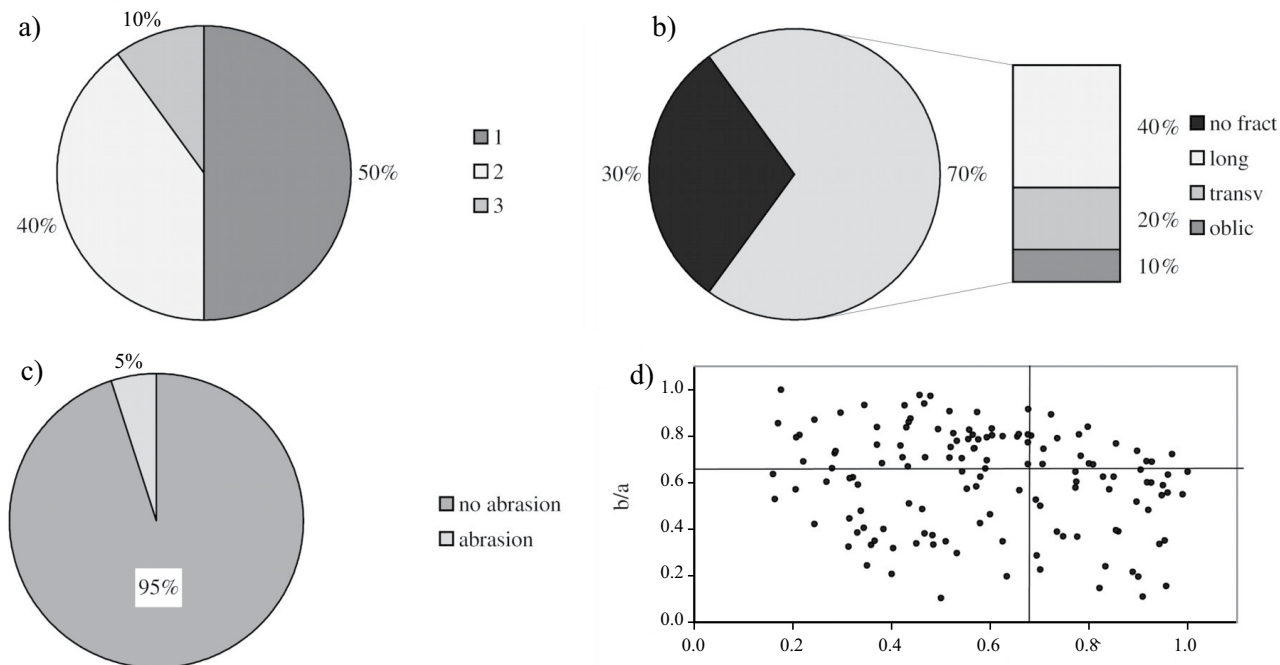 a)
10%
50%
40%
1
2
3
b)
30%
70%
40%
20%
10%
no fract
long
transv
oblic
c)
5%
95%
no abrasion
abrasion
d)
b/a
1.0
0.8
0.6
0.4
0.2
0.0
0.0 0.2 0.4 0.6 0.8 1.0